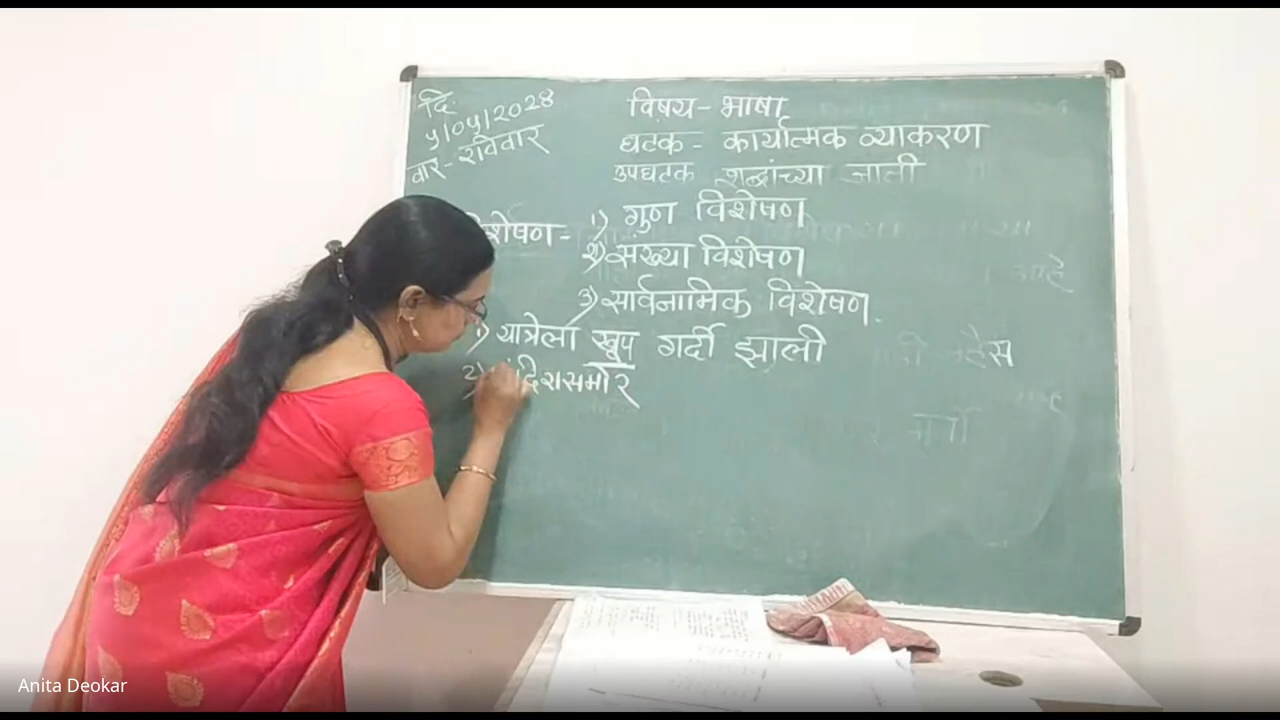 दि.
५/०५/२०२४
वार- रविवार
विषय- भाषा
घटक- कार्यात्मक व्याकरण
उपघटक शब्दांच्या जाती
शेषण- १) गुण विशेषण
२) संख्या विशेषण
३) सार्वनामिक विशेषण.
१) यात्रेला खूप गर्दी झाली
२) मंदिरासमोर
Anita Deokar